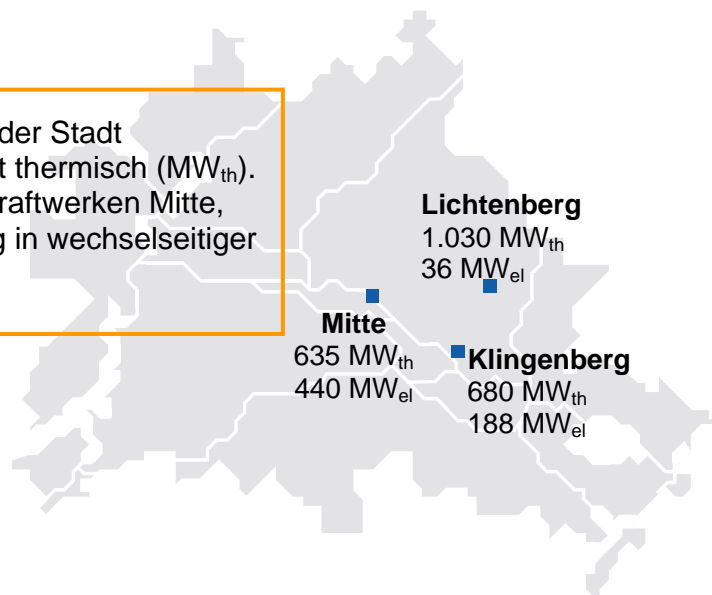 der Stadt
t thermisch (MWth).
raftwerken Mitte,
g in wechselseitiger
Lichtenberg
1.030 MWth
36 MWel
Mitte
635 MWth
440 MWel
Klingenberg
680 MWth
188 MWel